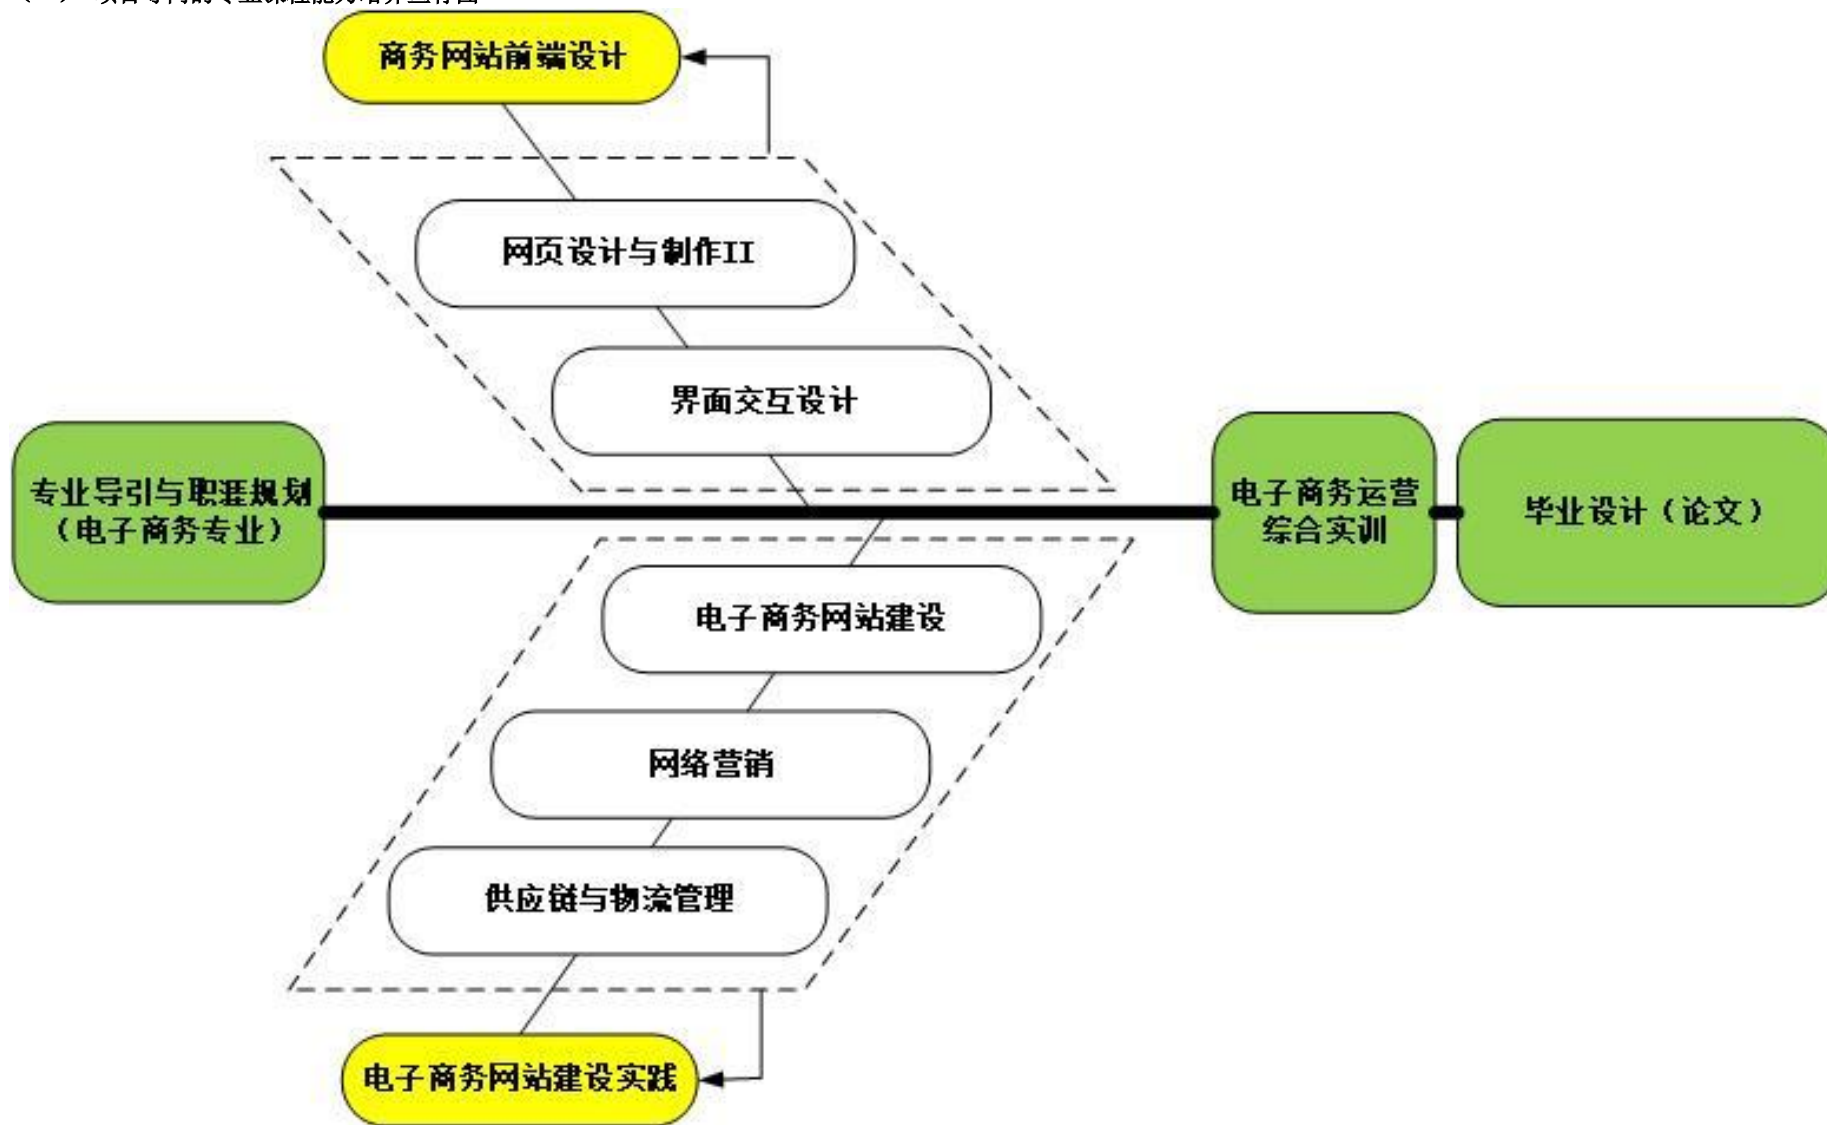 商务网站前端设计
网页设计与制作II
界面交互设计
专业导引与职涯规划
（电子商务专业）
电子商务运营
综合实训
毕业设计（论文）
电子商务网站建设
网络营销
供应链与物流管理
电子商务网站建设实践